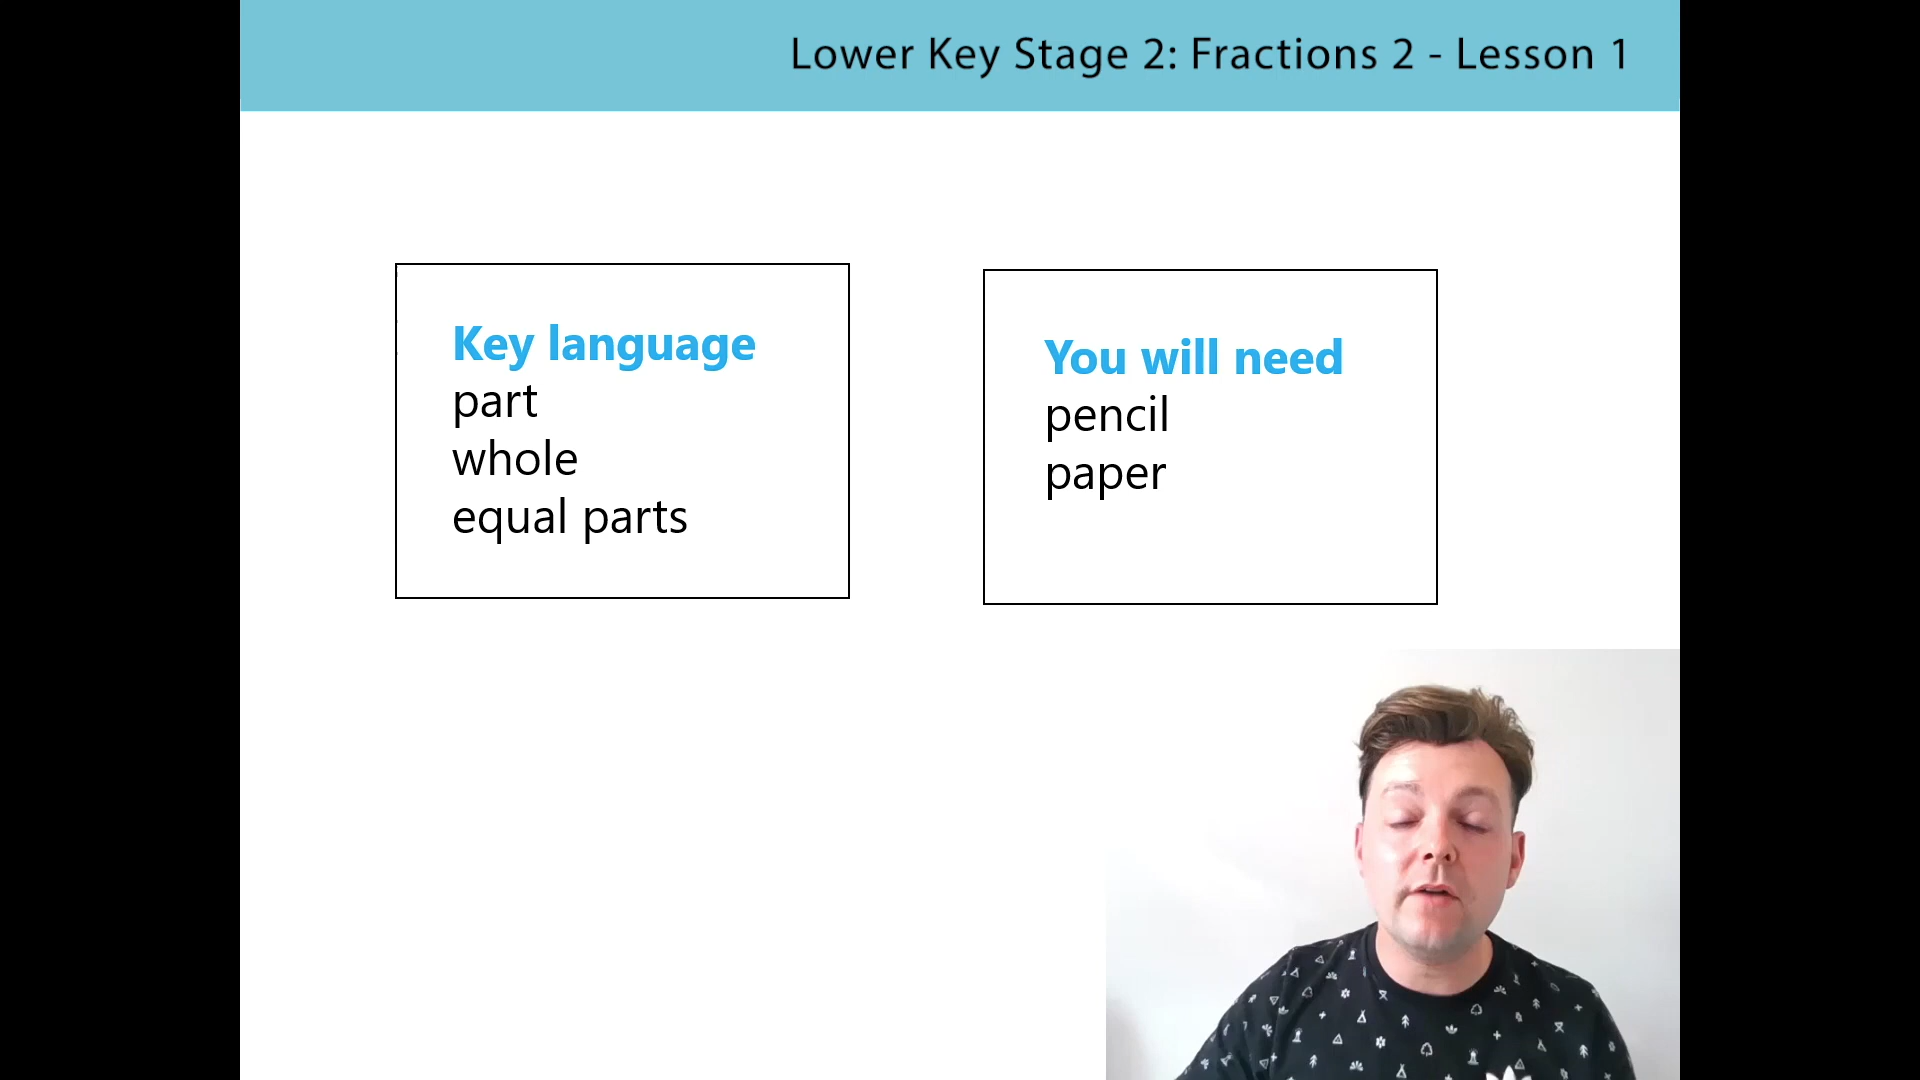 Lower Key Stage 2: Fractions 2 - Lesson 1
Key language
part
whole
equal parts
You will need
pencil
paper